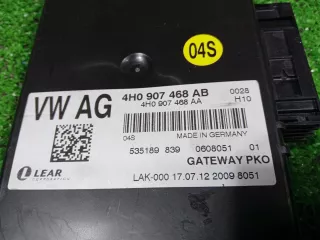 04S
4H0 907 468 AB
0028
VW AG
4H0 907 468 AA
H10
04S
MADE IN GERMANY
535189 839
0608051 01
GATEWAY PKO
LEAR
CORPORATION
LAK-000 17.07.12 2009 8051